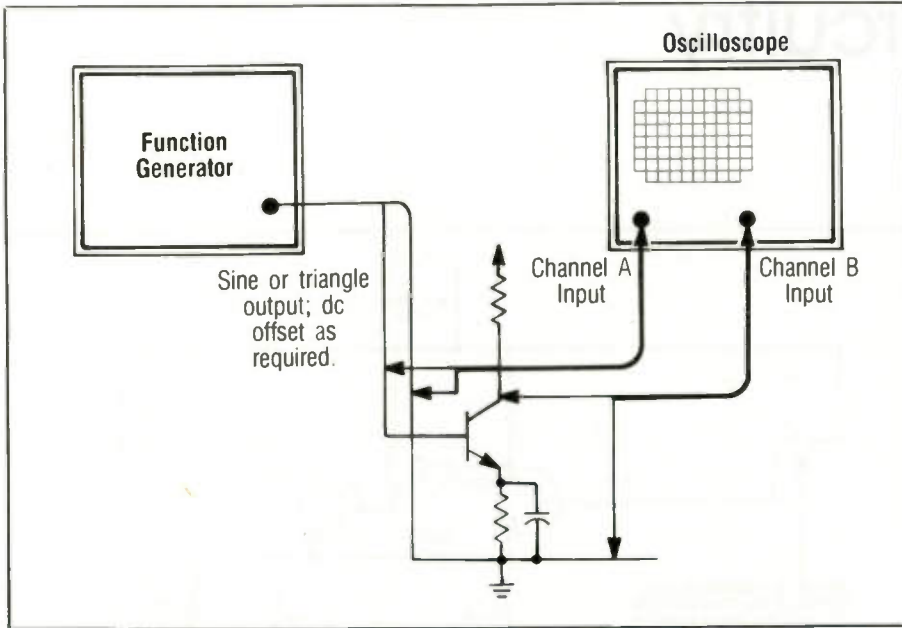 Oscilloscope
Function
Generator
Sine or triangle
output; dc
offset as
required.
Channel A
Input
Channel B
Input